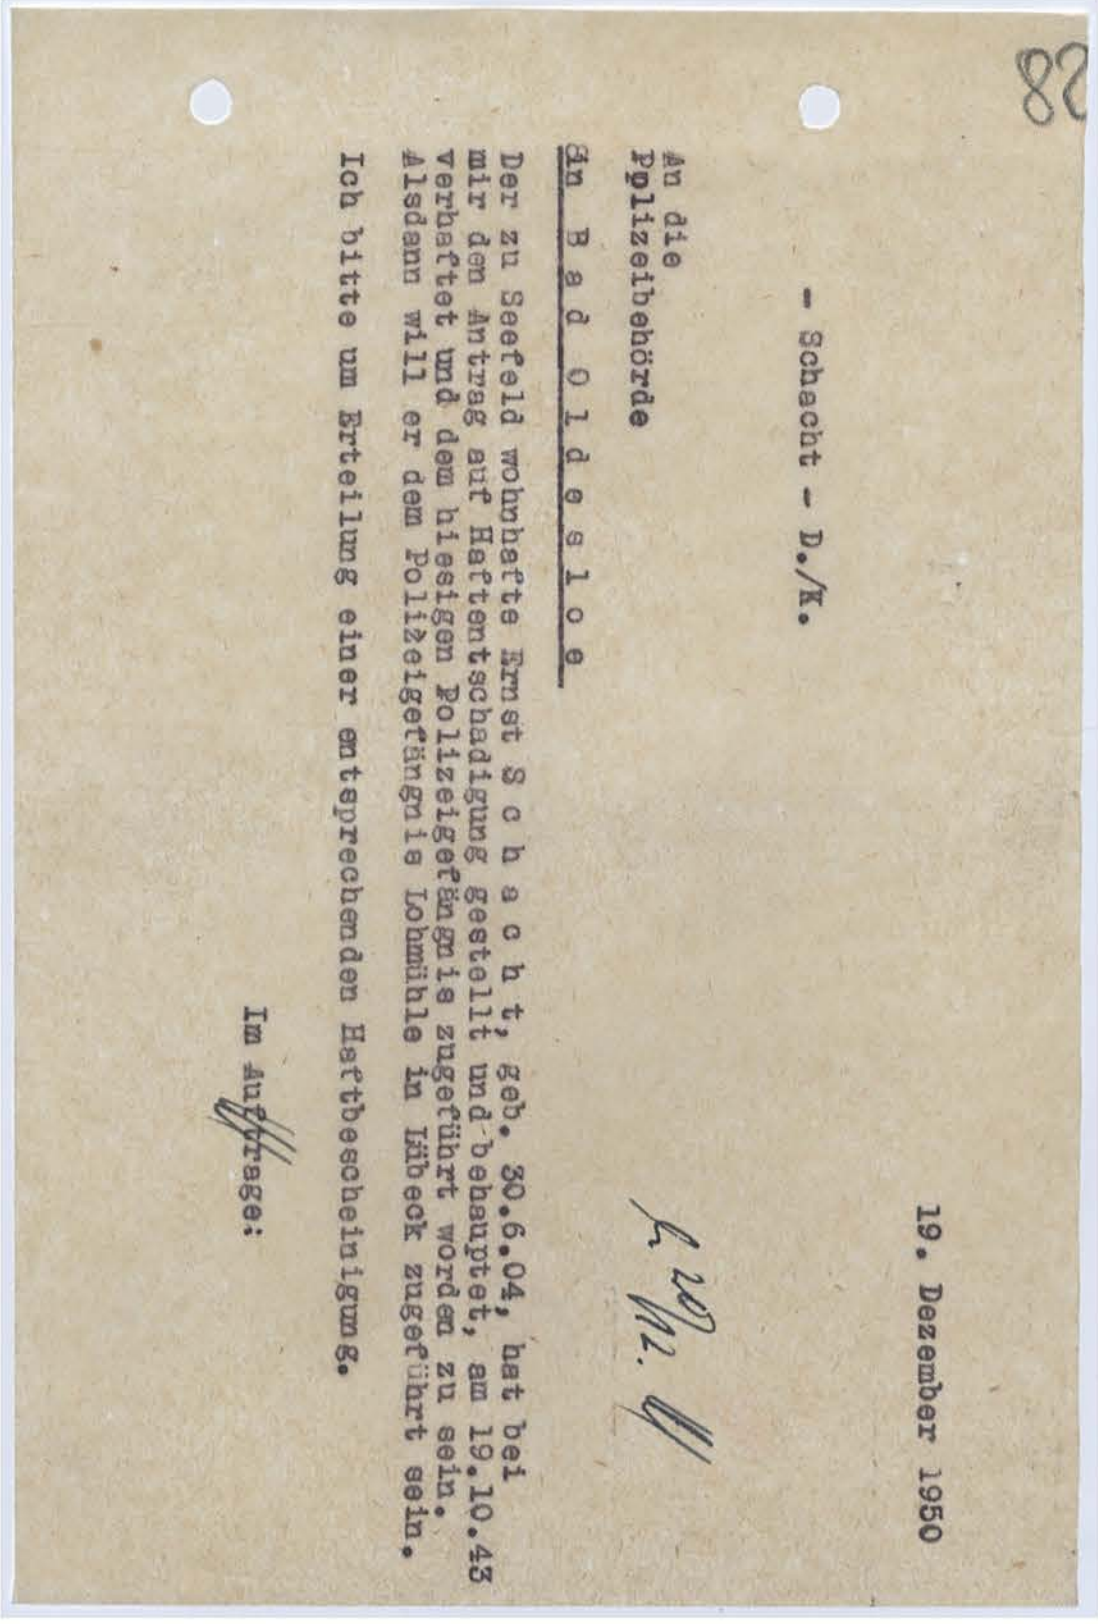 82
19. Dezember 1950
- Schacht - D./K.
An die
Polizeibehörde
in B a d O l d e s l o e
Der zu Seefeld wohnhafte Ernst S c h a c h t, geb. 30.6.04, hat bei
mir den Antrag auf Haftentschädigung gestellt und behauptet, am 19.10.43
verhaftet und dem hiesigen Polizeigefängnis zugeführt worden zu sein.
Alsdann will er dem Polizeigefängnis Lohmühle in Lübeck zugeführt sein.
Ich bitte um Erteilung einer entsprechenden Haftbescheinigung.
Im Auftrage:
20/12.